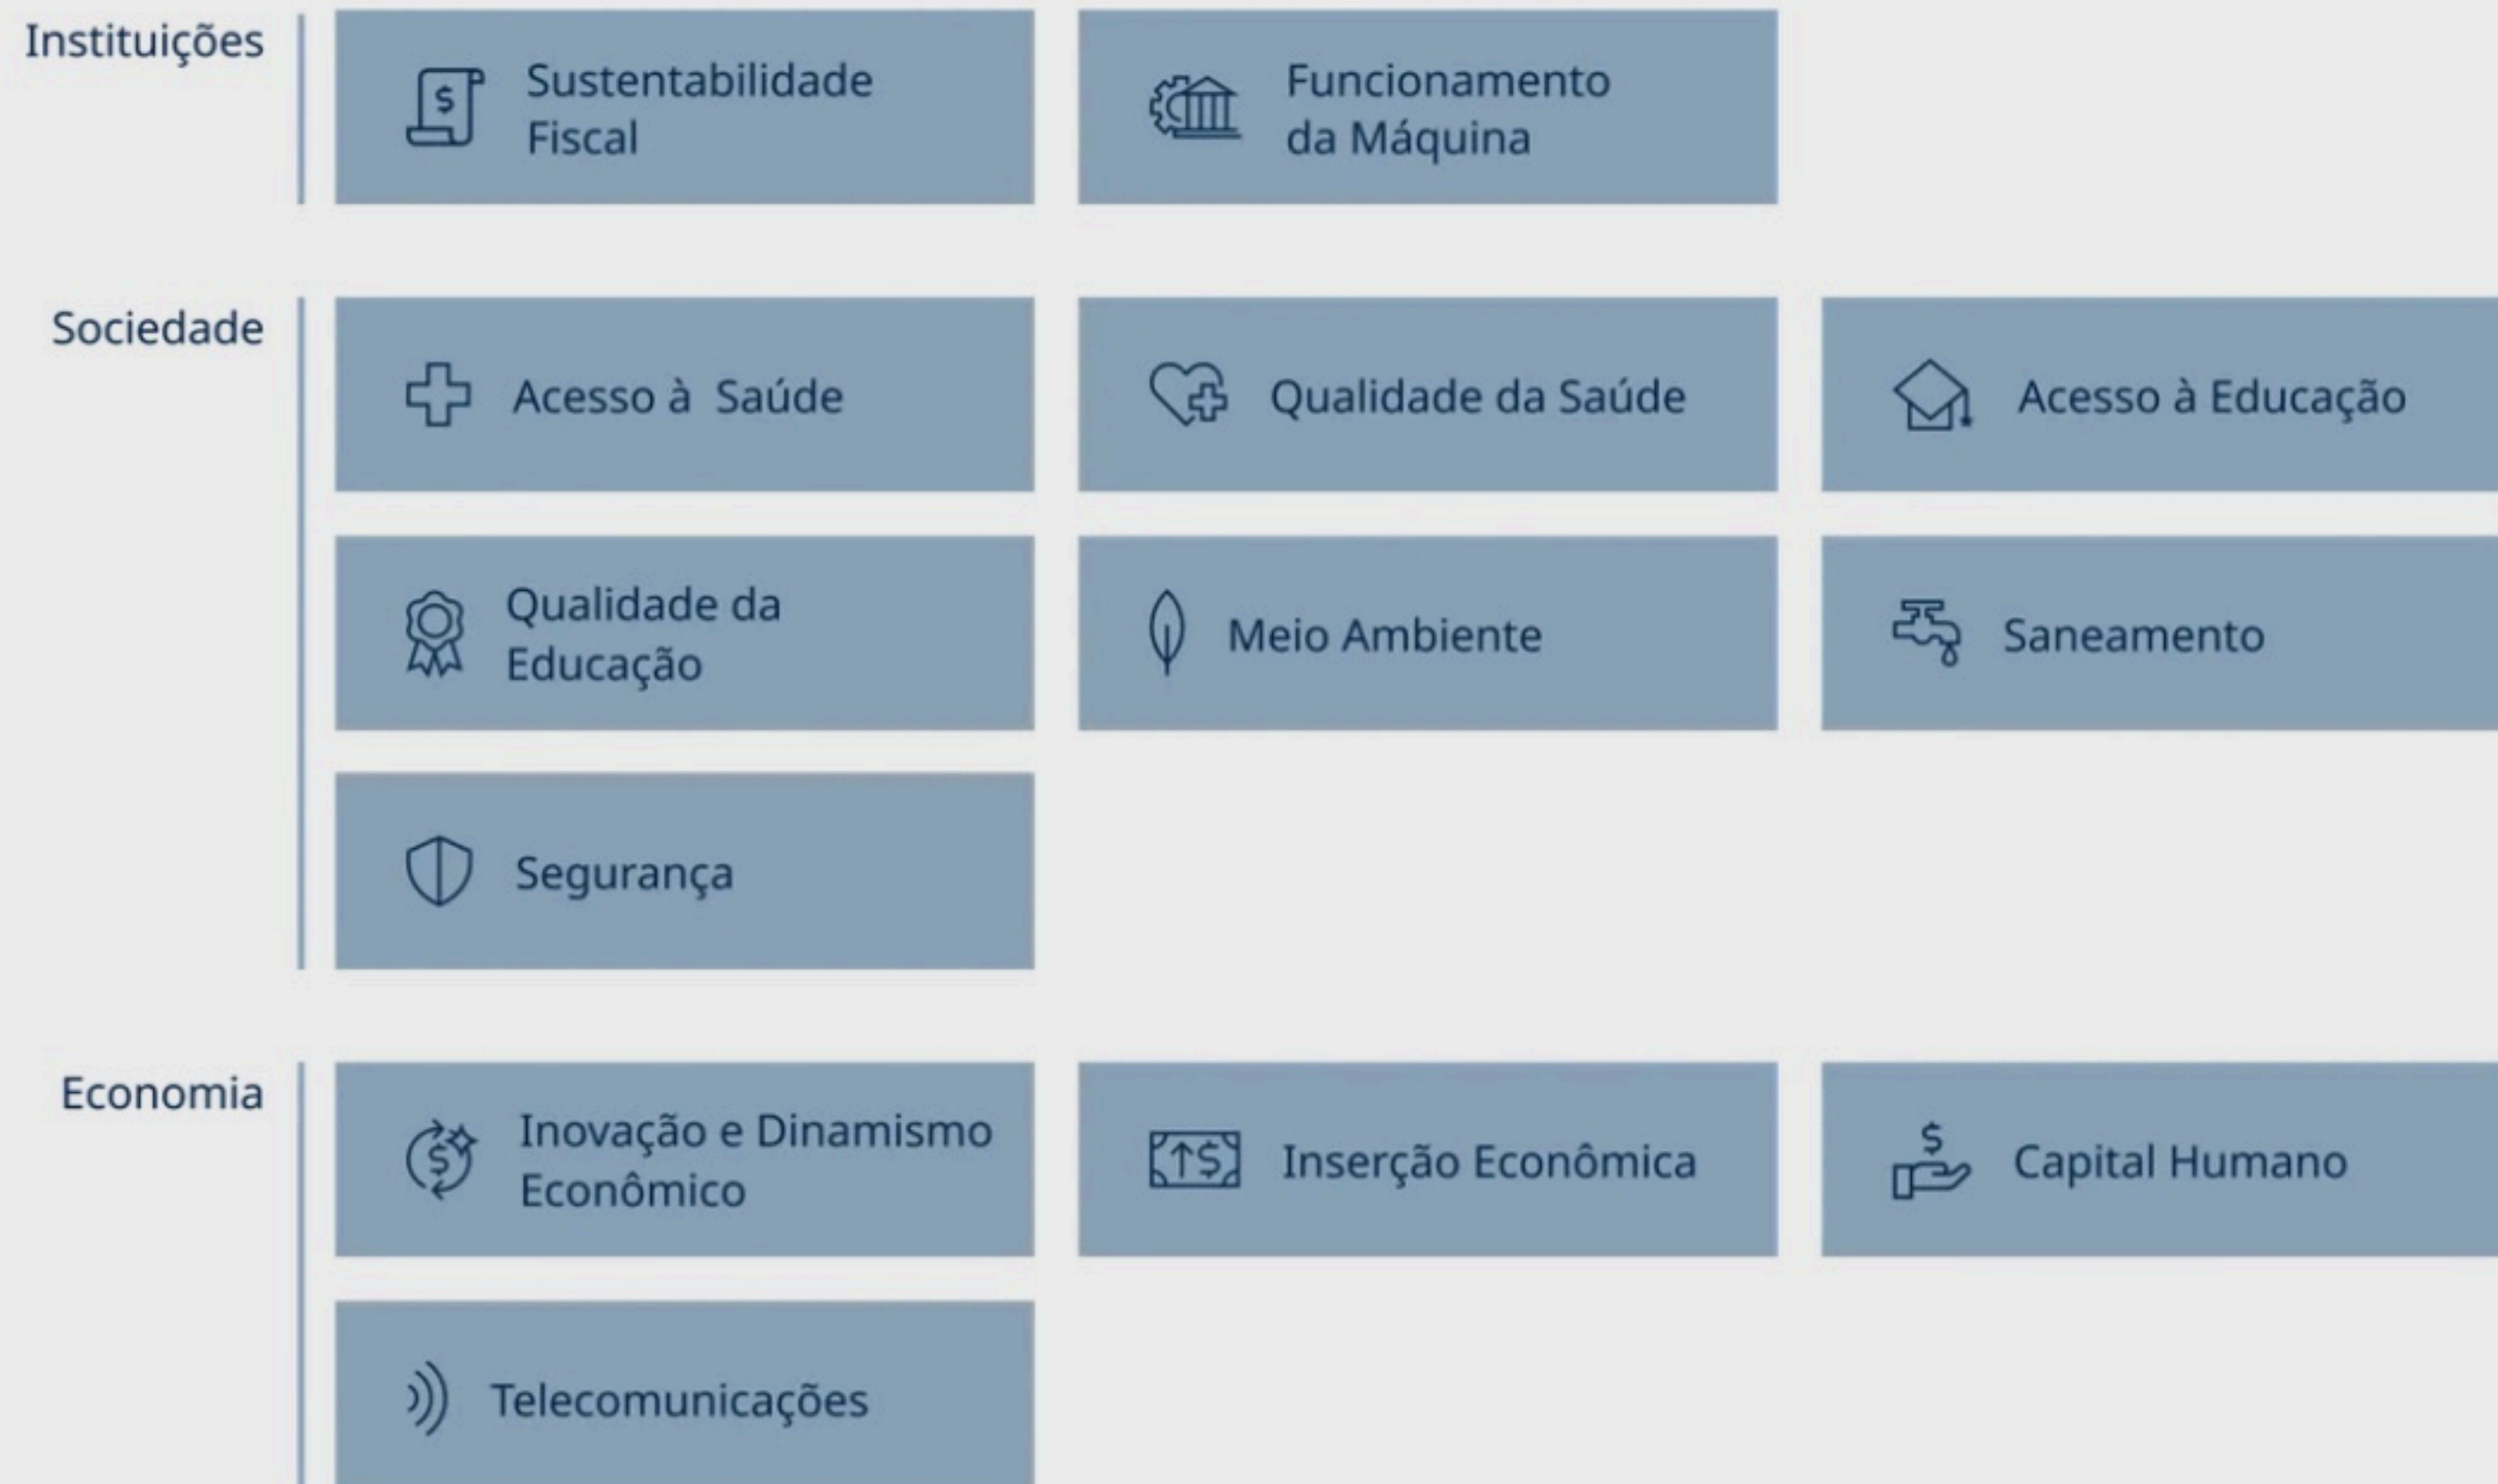 Instituições
Sustentabilidade
Fiscal
Funcionamento
da Máquina
Sociedade
Acesso à Saúde
Qualidade da Saúde
Acesso à Educação
Qualidade da
Educação
Meio Ambiente
Saneamento
Segurança
Economia
Inovação e Dinamismo
Econômico
Inserção Econômica
Capital Humano
Telecomunicações